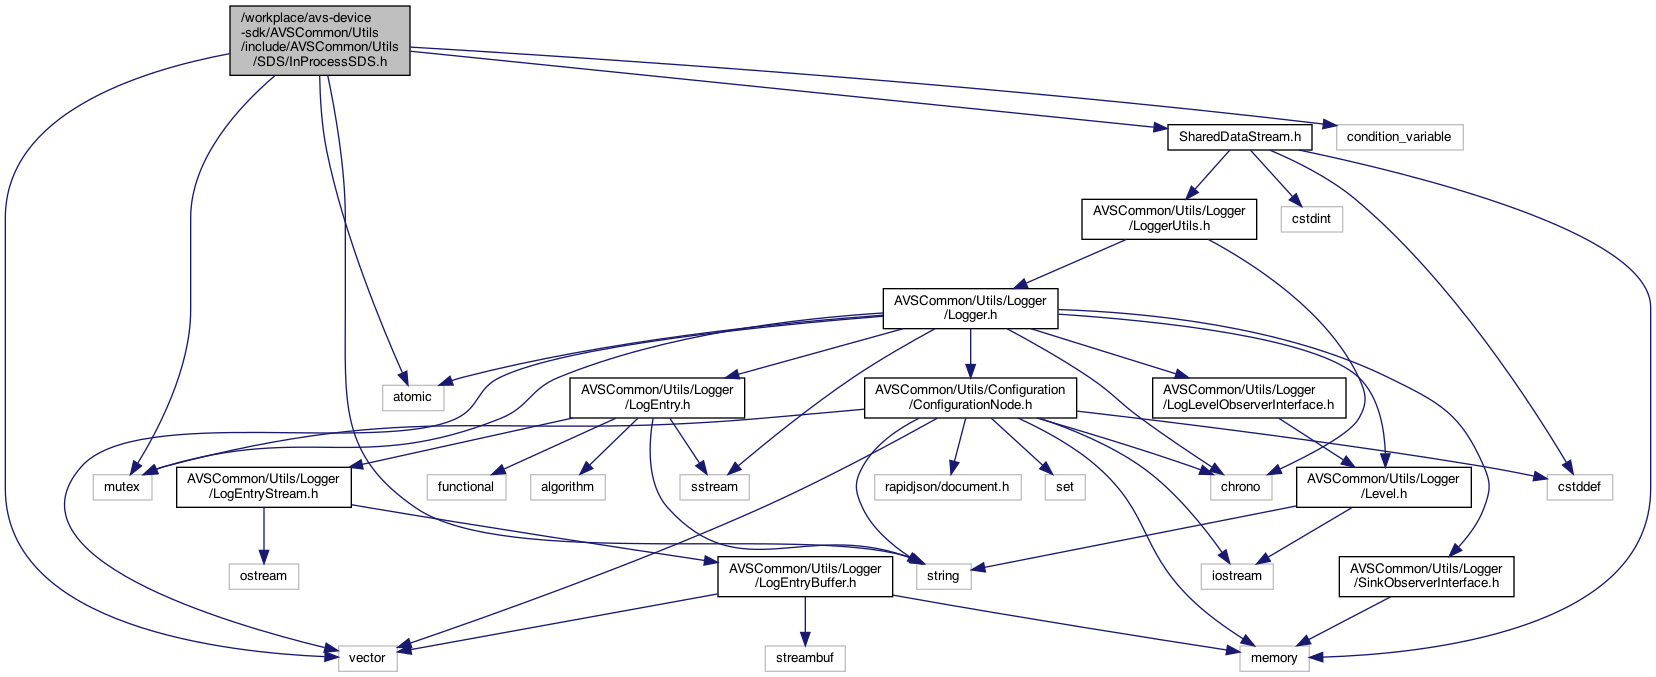 /workplace/avs-device
-sdk/AVSCommon/Utils
/include/AVSCommon/Utils
/SDS/InProcessSDS.h
SharedDataStream.h
condition_variable
AVSCommon/Utils/Logger
/LoggerUtils.h
cstdint
AVSCommon/Utils/Logger
/Logger.h
atomic
AVSCommon/Utils/Logger
/LogEntry.h
AVSCommon/Utils/Configuration
/ConfigurationNode.h
AVSCommon/Utils/Logger
/LogLevelObserverInterface.h
mutex
AVSCommon/Utils/Logger
/LogEntryStream.h
functional
algorithm
sstream
rapidjson/document.h
set
chrono
AVSCommon/Utils/Logger
/Level.h
cstddef
ostream
AVSCommon/Utils/Logger
/LogEntryBuffer.h
string
iostream
AVSCommon/Utils/Logger
/SinkObserverInterface.h
vector
streambuf
memory